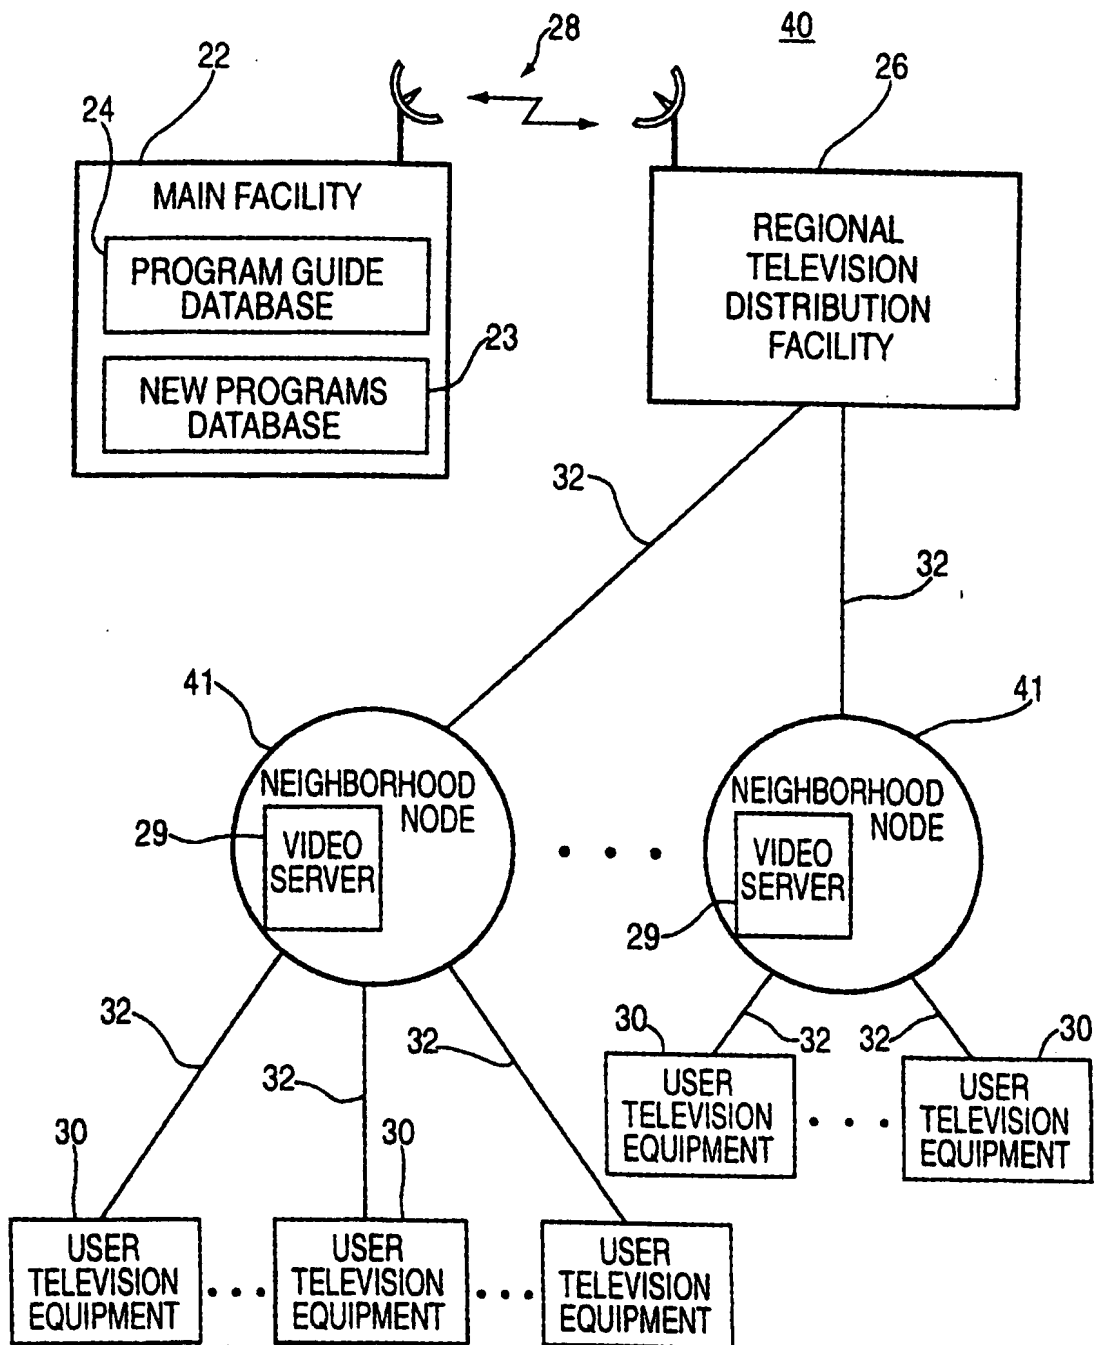 28
40
22
26
24
MAIN FACILITY
PROGRAM GUIDE
DATABASE
23
NEW PROGRAMS
DATABASE
REGIONAL
TELEVISION
DISTRIBUTION
FACILITY
32
32
41
41
NEIGHBORHOOD
NODE
29
VIDEO
SERVER
NEIGHBORHOOD
NODE
VIDEO
SERVER
29
32
32
32
30
32
32
30
USER
TELEVISION
EQUIPMENT
USER
TELEVISION
EQUIPMENT
30
30
USER
TELEVISION
EQUIPMENT
USER
TELEVISION
EQUIPMENT
USER
TELEVISION
EQUIPMENT